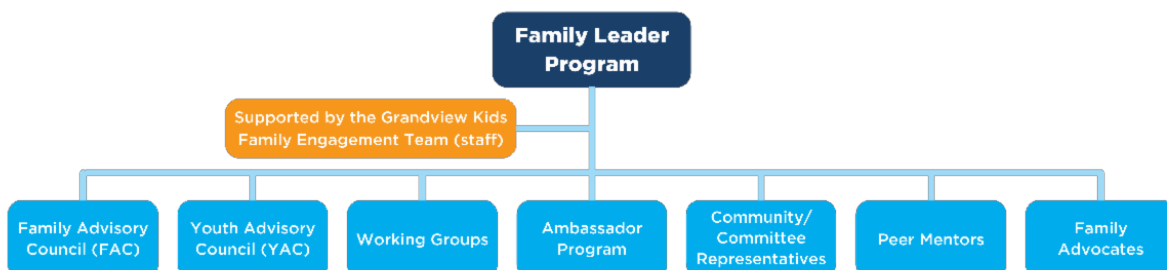 Family Leader
Program
Supported by the Grandview Kids
Family Engagement Team (staff)
Family Advisory
Council (FAC)
Youth Advisory
Council (YAC)
Working Groups
Ambassador
Program
Community/
Committee
Representatives
Peer Mentors
Family
Advocates